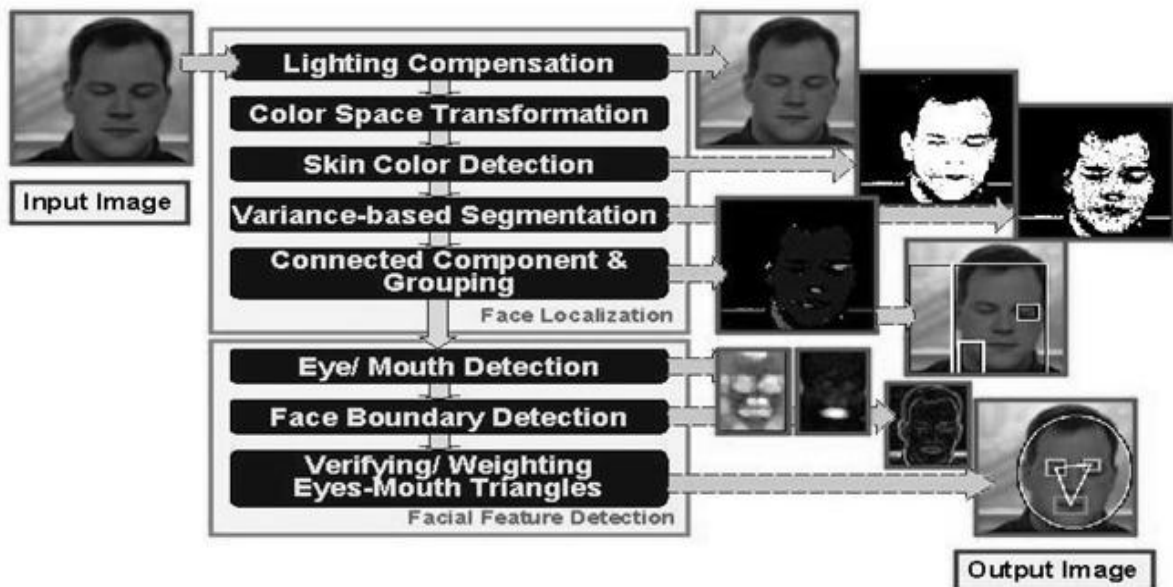 Input Image
Lighting Compensation
Color Space Transformation
Skin Color Detection
Variance-based Segmentation
Connected Component &
Grouping
Face Localization
Eye/ Mouth Detection
Face Boundary Detection
Verifying/ Weighting
Eyes-Mouth Triangles
Facial Feature Detection
Output Image